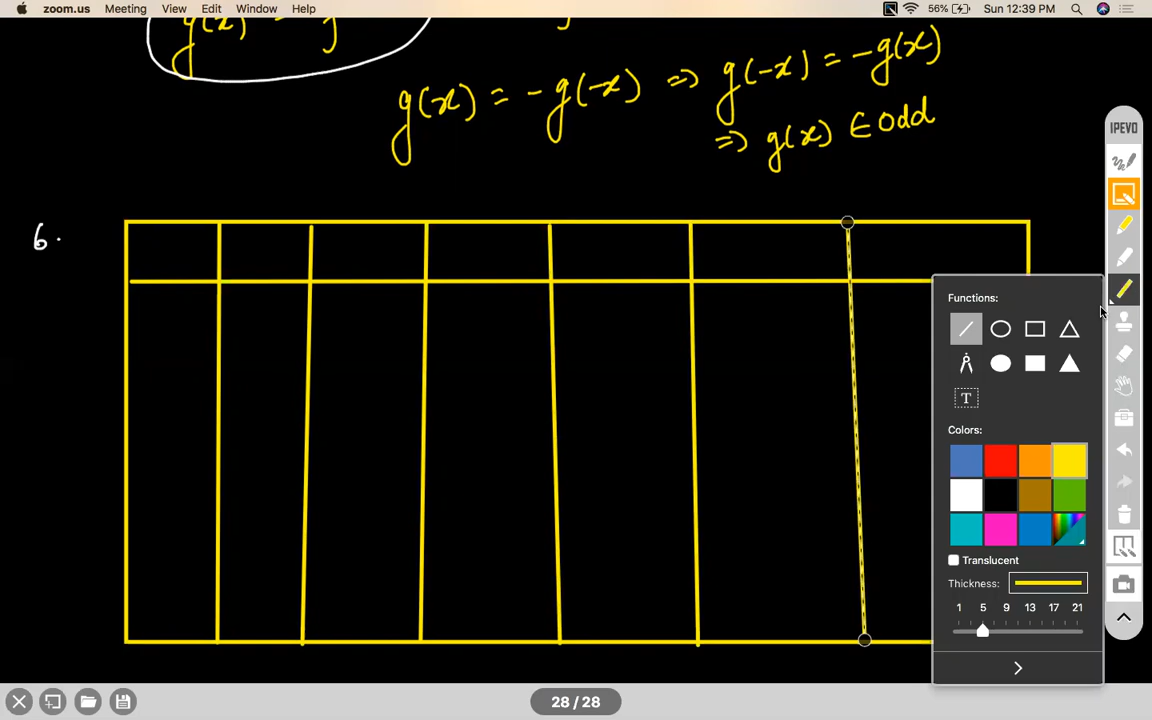 zoom.us Meeting View Edit Window Help 56% Sun 12:39 PM
g(x)
g(x) = -g(-x) => g(-x) = -g(x)
=> g(x) ∈ Odd
6.
IPEVO
Functions:
T
Colors:
Translucent
Thickness:
1 5 9 13 17 21
28 / 28